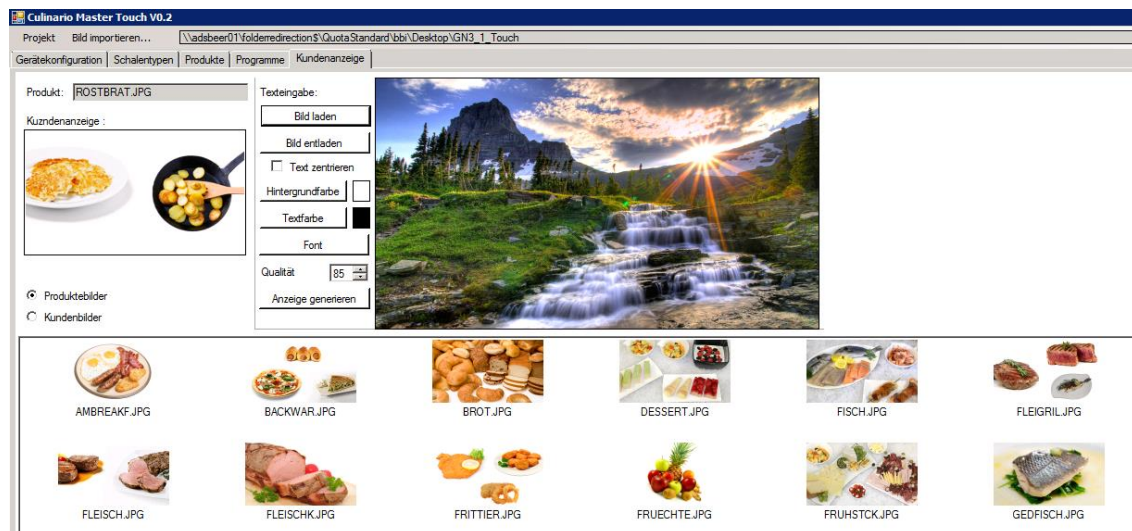 Culinario Master Touch V0.2
Projekt Bild importieren... \\adsbeer01\folderredirection$\QuotaStandard\bbi\Desktop\GN3_1_Touch
Gerätekonfiguration Schalentypen Produkte Programme Kundenanzeige
Produkt: ROSTBRAT.JPG
Kuzndenanzeige :
Produktebilder
Kundenbilder
Texteingabe:
Bild laden
Bild entladen
Text zentrieren
Hintergrundfarbe
Textfarbe
Font
Qualität 85
Anzeige generieren
AMBREAKF.JPG BACKWAR.JPG BROT.JPG DESSERT.JPG FISCH.JPG FLEIGRIL.JPG
FLEISCH.JPG FLEISCHK.JPG FRITTIER.JPG FRUECHTE.JPG FRUHSTCK.JPG GEDFISCH.JPG